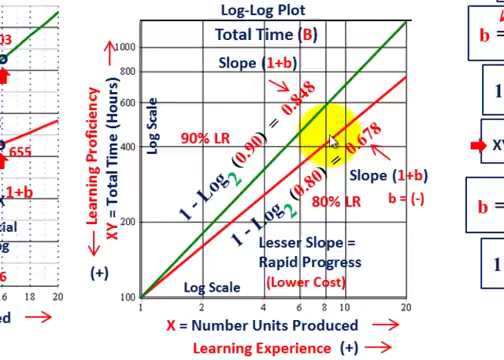 Log-Log Plot
Total Time (B)
Slope (1+b)
1 - Log2(0.90) = 0.848
1 - Log2(0.80) = 0.678
90% LR
80% LR
Slope (1+b)
b = (-)
Lesser Slope =
Rapid Progress
(Lower Cost)
Log Scale
Log Scale
Learning Proficiency
XY = Total Time (Hours)
(+)
1000
800
600
400
200
100
1 2 4 6 8 10 20
X = Number Units Produced
Learning Experience (+)
03
655
1+b
16 18 20
b =
1
b =
1